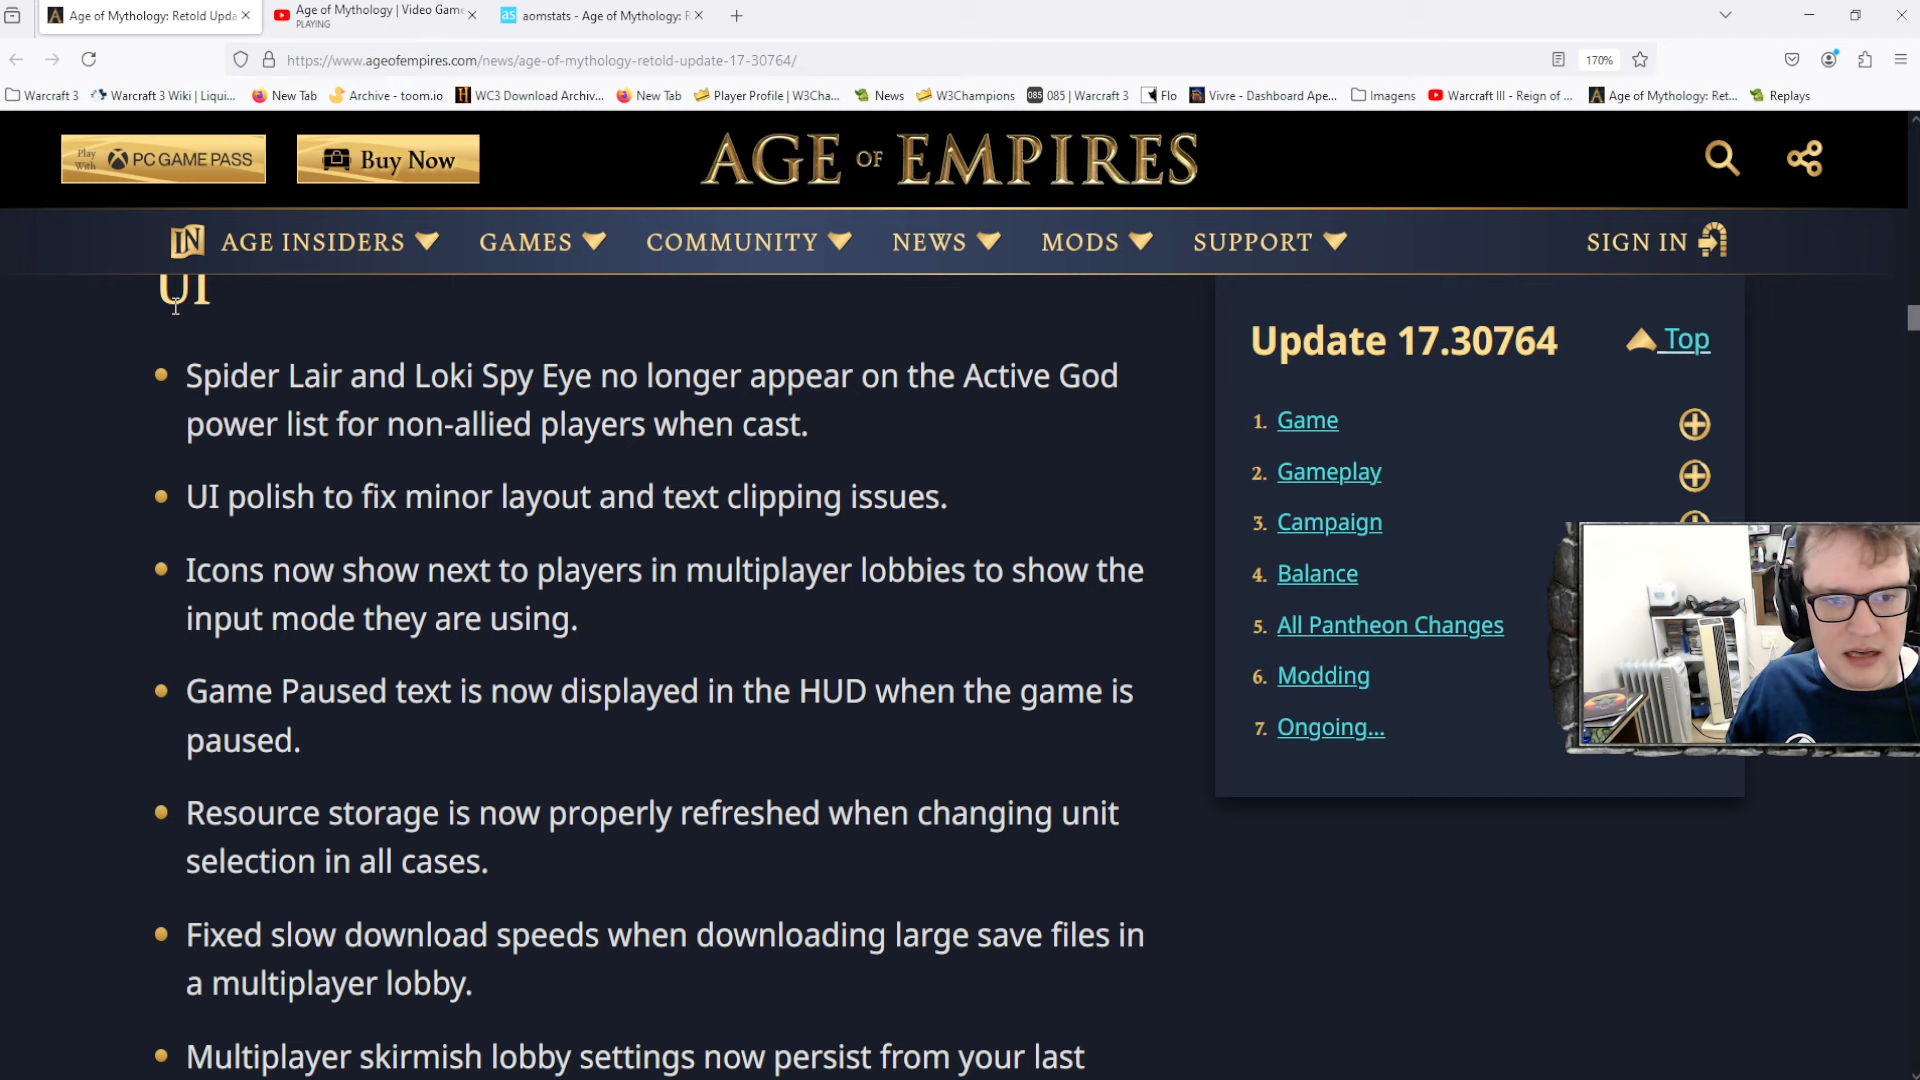 Age of Mythology: Retold Upda
Age of Mythology | Video Game
PLAYING
as aomstats - Age of Mythology: R
https://www.ageofempires.com/news/age-of-mythology-retold-update-17-30764/
170%
Warcraft 3
Warcraft 3 Wiki | Liqui...
New Tab
Archive - toom.io
WC3 Download Archiv...
New Tab
Player Profile | W3Cha...
News
W3Champions
085 085 | Warcraft 3
Flo
Vivre - Dashboard Ape...
Imagens
Warcraft III - Reign of ...
Age of Mythology: Ret...
Replays
Play With PC GAME PASS
Buy Now
AGE OF EMPIRES
IN AGE INSIDERS
GAMES
COMMUNITY
NEWS
MODS
SUPPORT
SIGN IN
UI
Spider Lair and Loki Spy Eye no longer appear on the Active God
power list for non-allied players when cast.
UI polish to fix minor layout and text clipping issues.
Icons now show next to players in multiplayer lobbies to show the
input mode they are using.
Game Paused text is now displayed in the HUD when the game is
paused.
Resource storage is now properly refreshed when changing unit
selection in all cases.
Fixed slow download speeds when downloading large save files in
a multiplayer lobby.
Multiplayer skirmish lobby settings now persist from your last
Update 17.30764
Top
1. Game
2. Gameplay
3. Campaign
4. Balance
5. All Pantheon Changes
6. Modding
7. Ongoing...